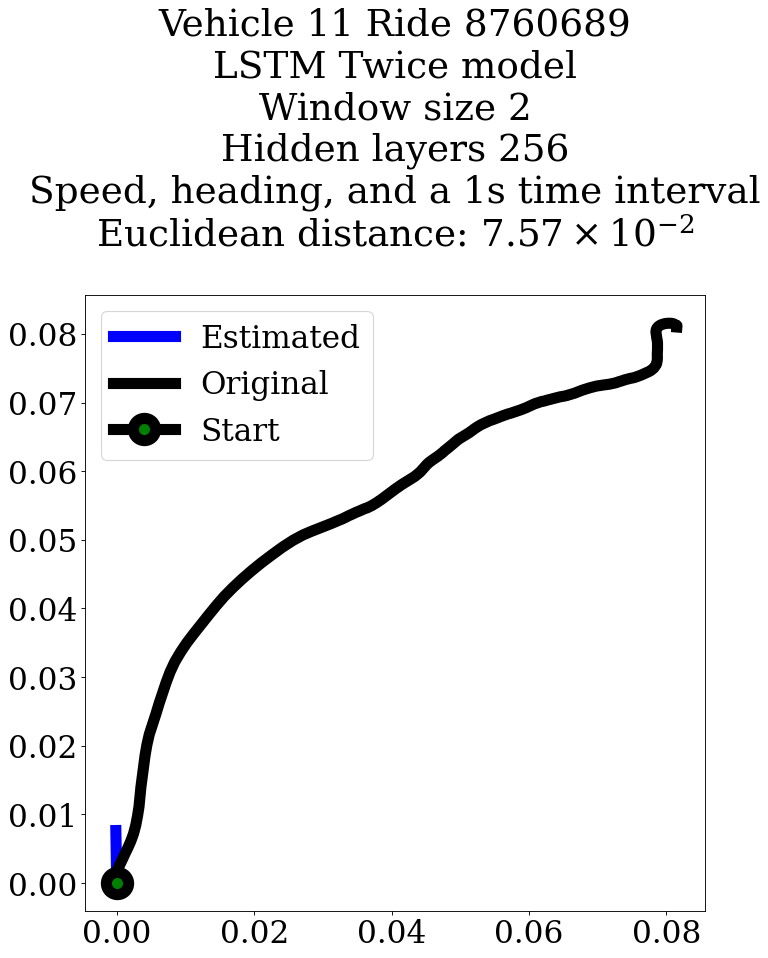 Vehicle 11 Ride 8760689
LSTM Twice model
Window size 2
Hidden layers 256
Speed, heading, and a 1s time interval
Euclidean distance: 7.57 × 10⁻²
Estimated
Original
Start
0.08
0.07
0.06
0.05
0.04
0.03
0.02
0.01
0.00
0.00 0.02 0.04 0.06 0.08